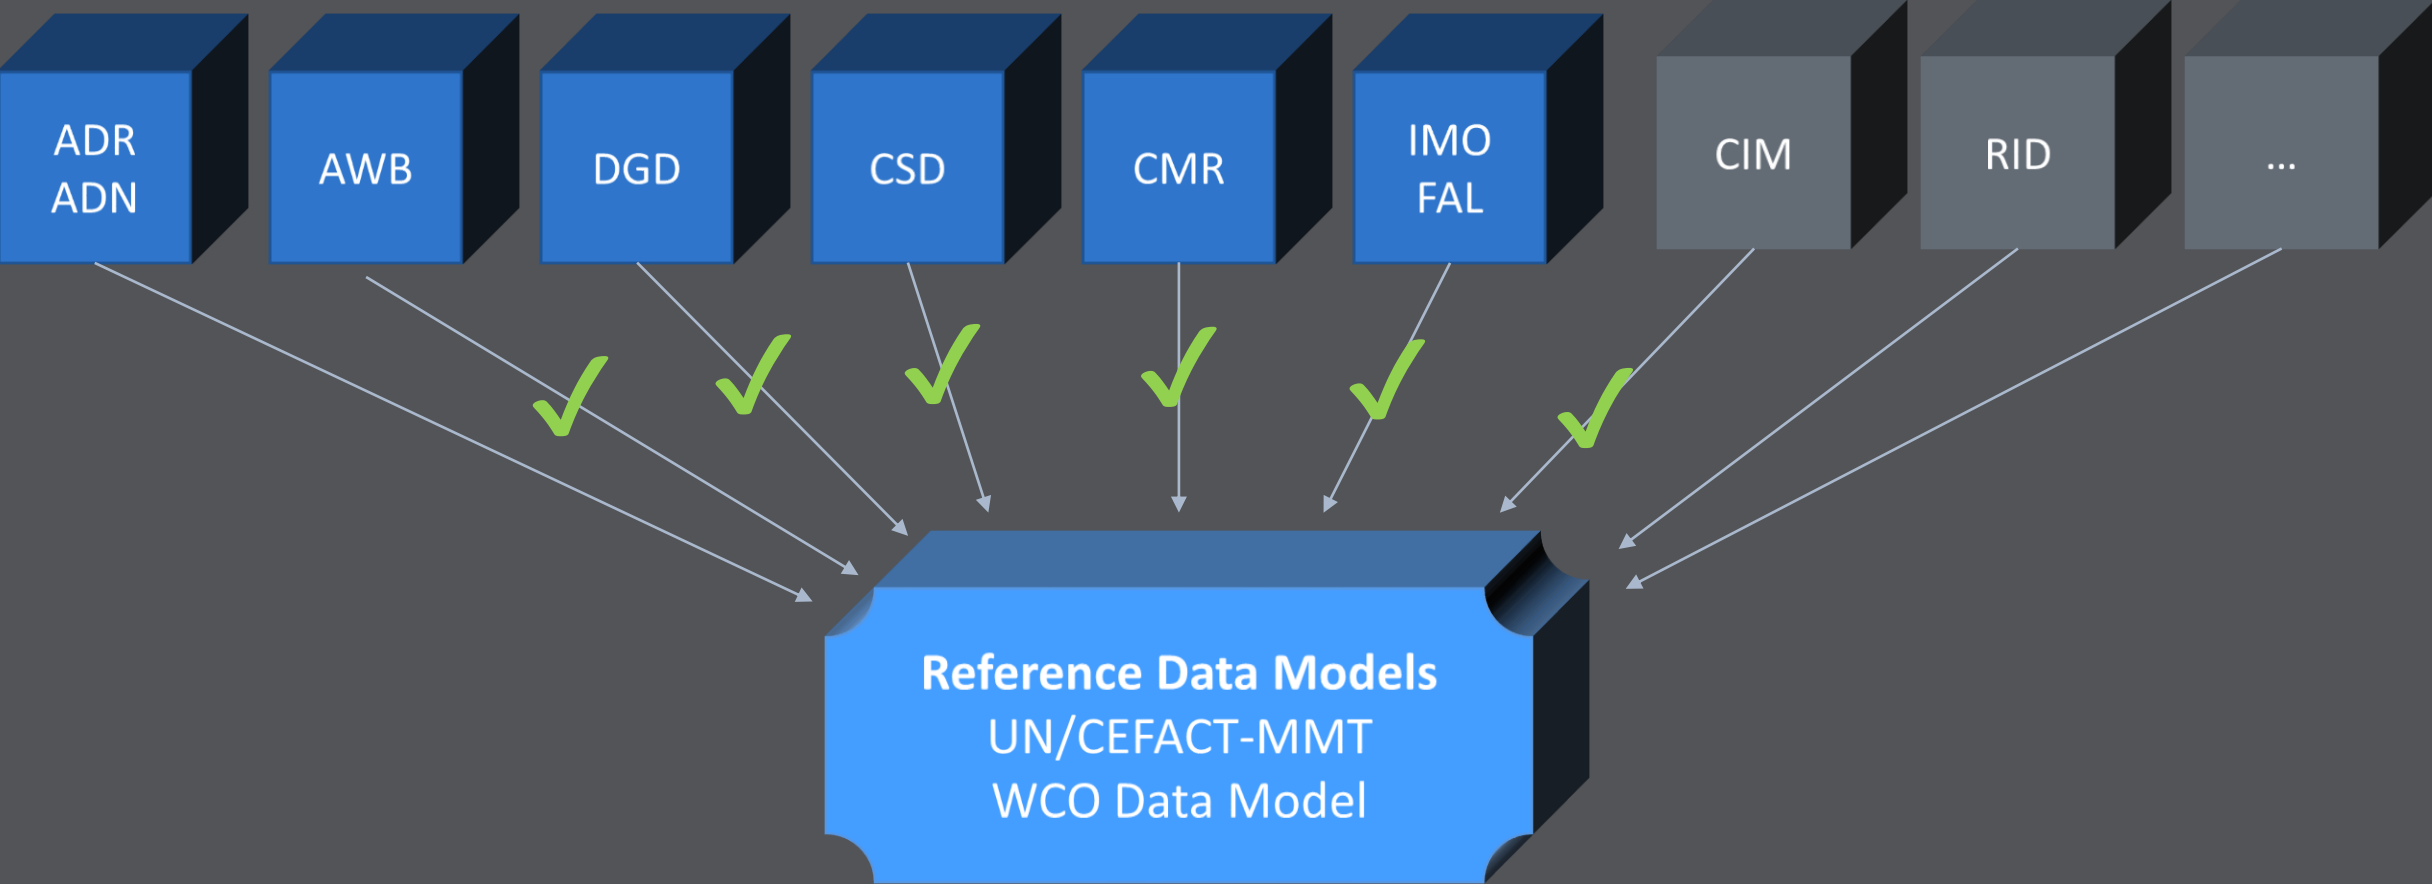 ADR
ADN
AWB
DGD
CSD
CMR
IMO
FAL
CIM
RID
...
Reference Data Models
UN/CEFACT-MMT
WCO Data Model